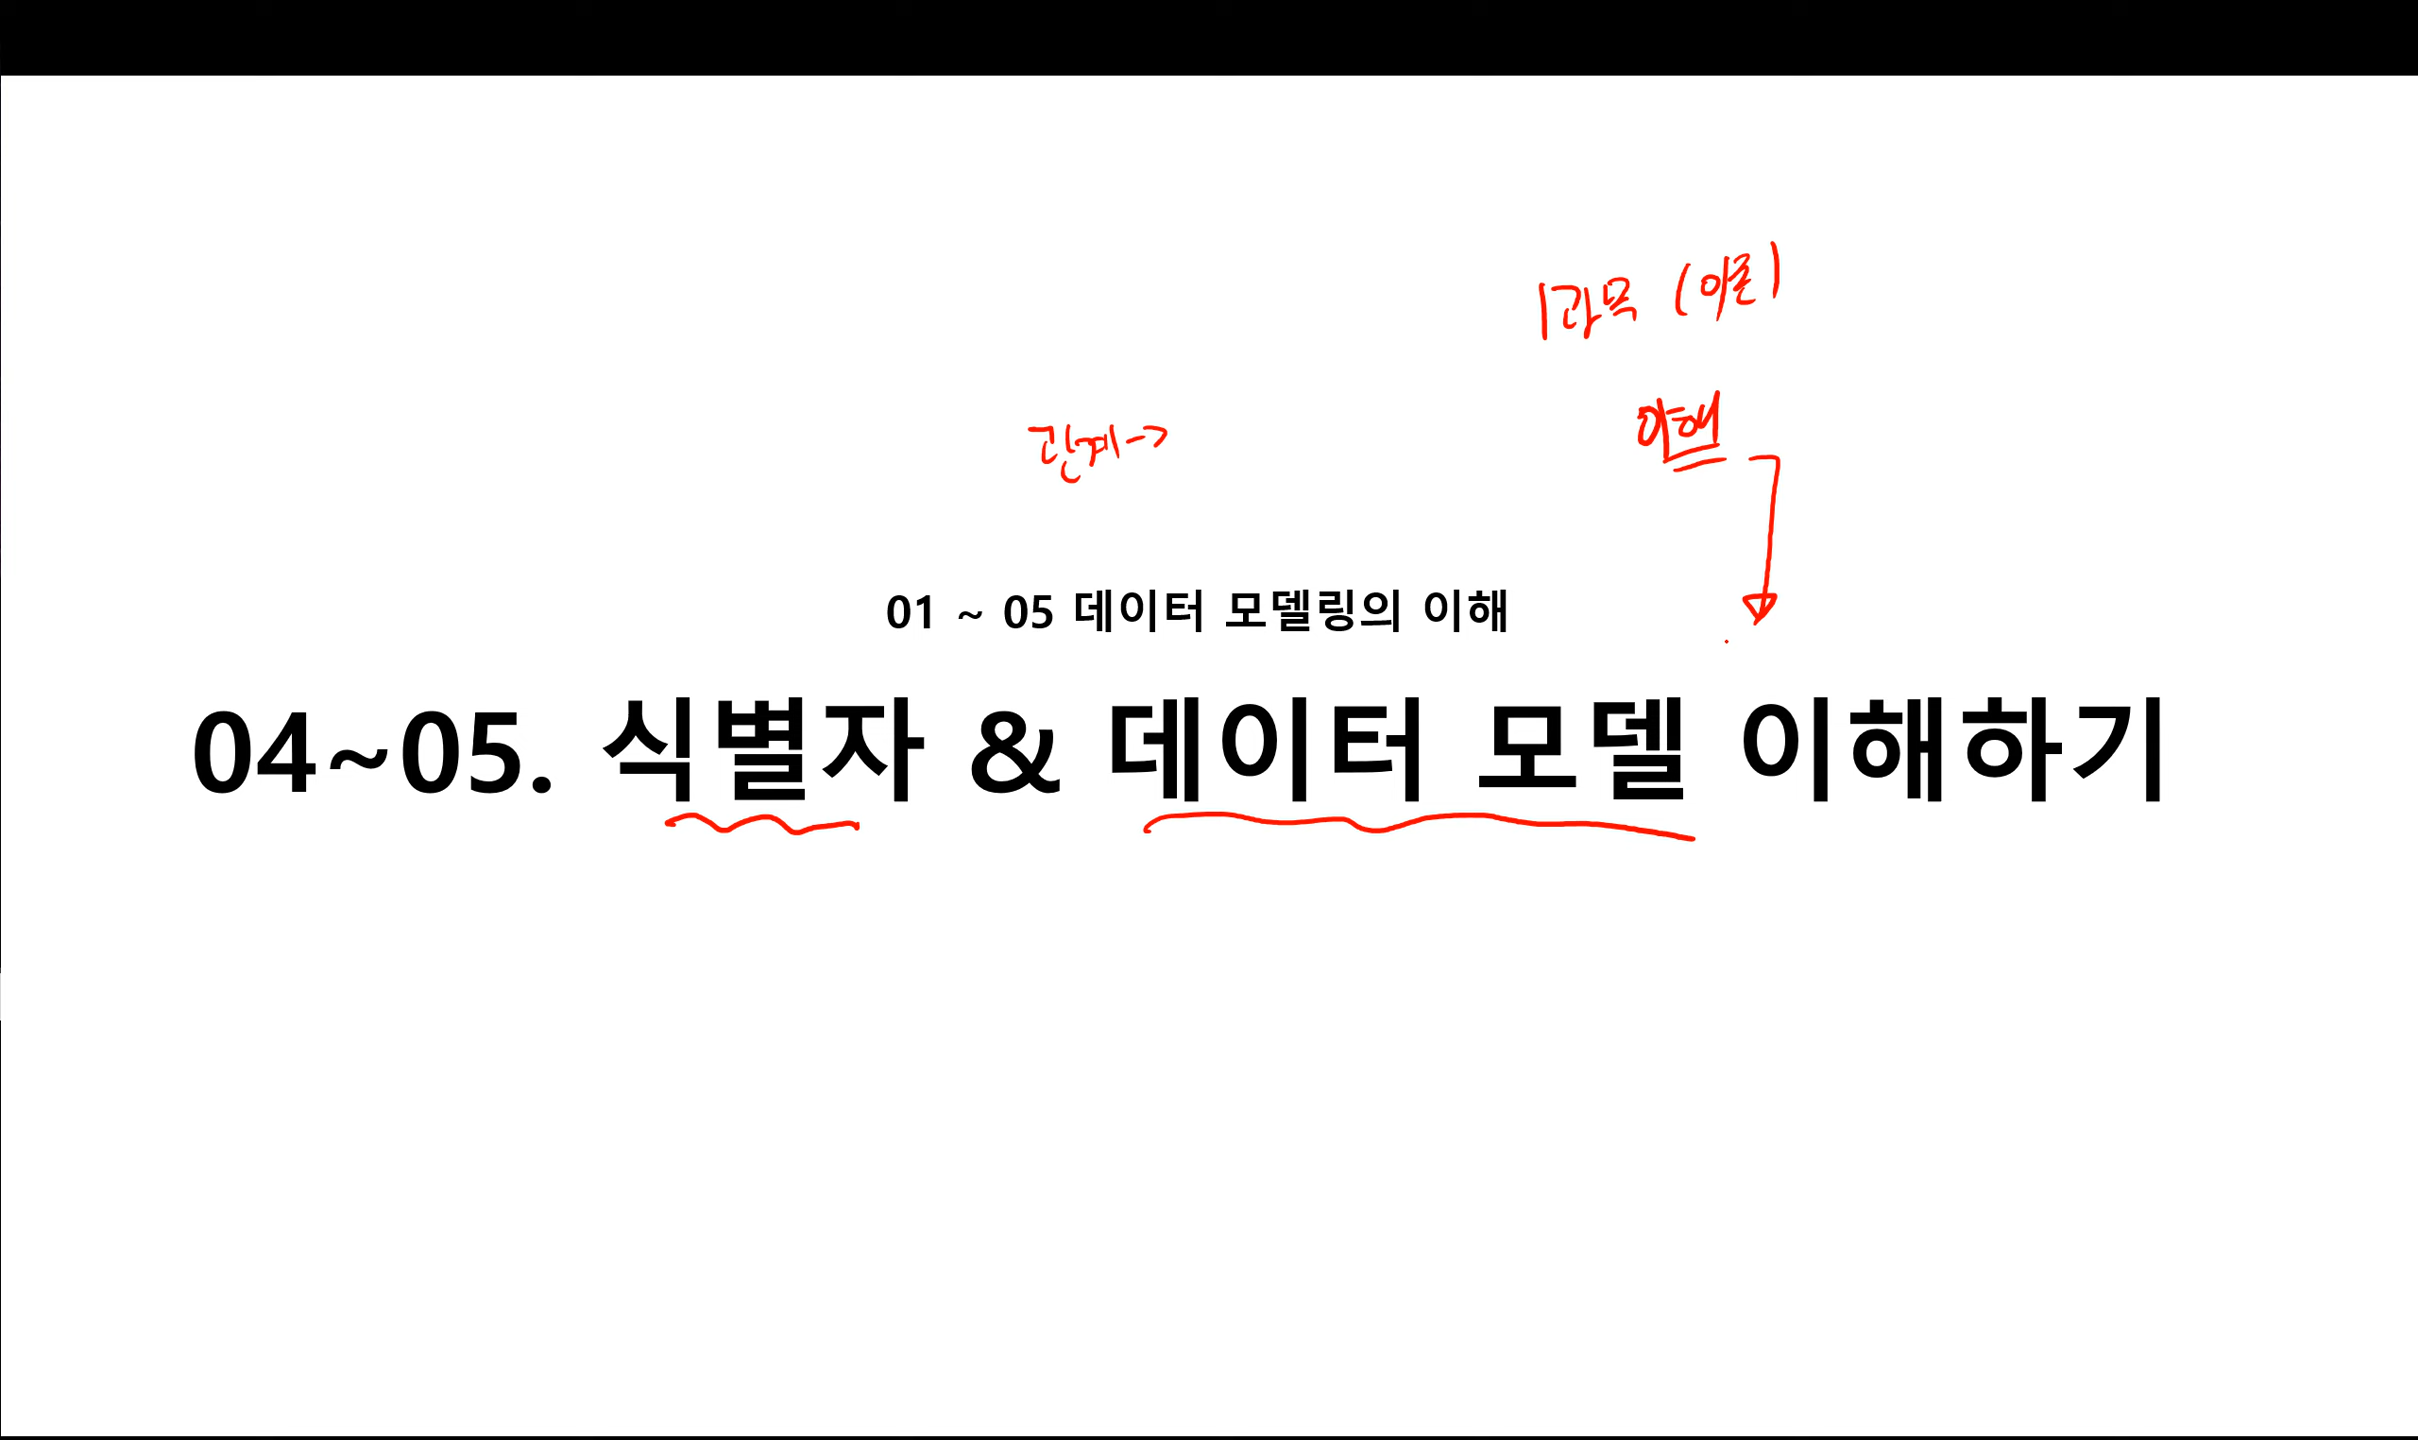 1과목 (이론)
이해
관계→
01 ~ 05 데이터 모델링의 이해
04~05. 식별자 & 데이터 모델 이해하기